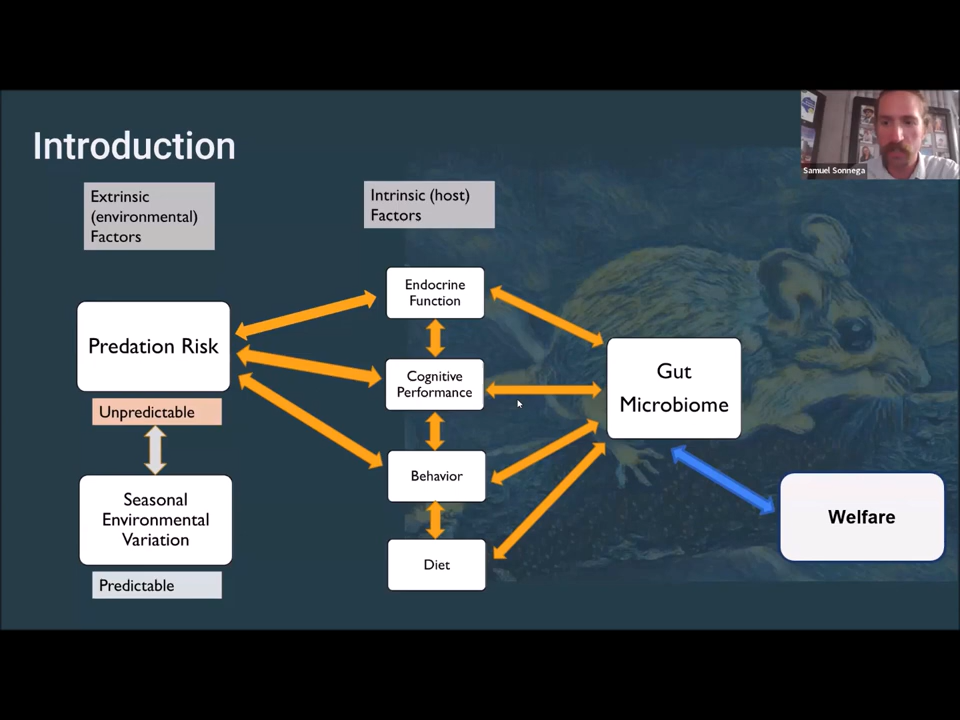 Introduction
Samuel Sonnega
Extrinsic
(environmental)
Factors
Intrinsic (host)
Factors
Endocrine
Function
Predation Risk
Cognitive
Performance
Gut
Microbiome
Unpredictable
Behavior
Seasonal
Environmental
Variation
Welfare
Diet
Predictable